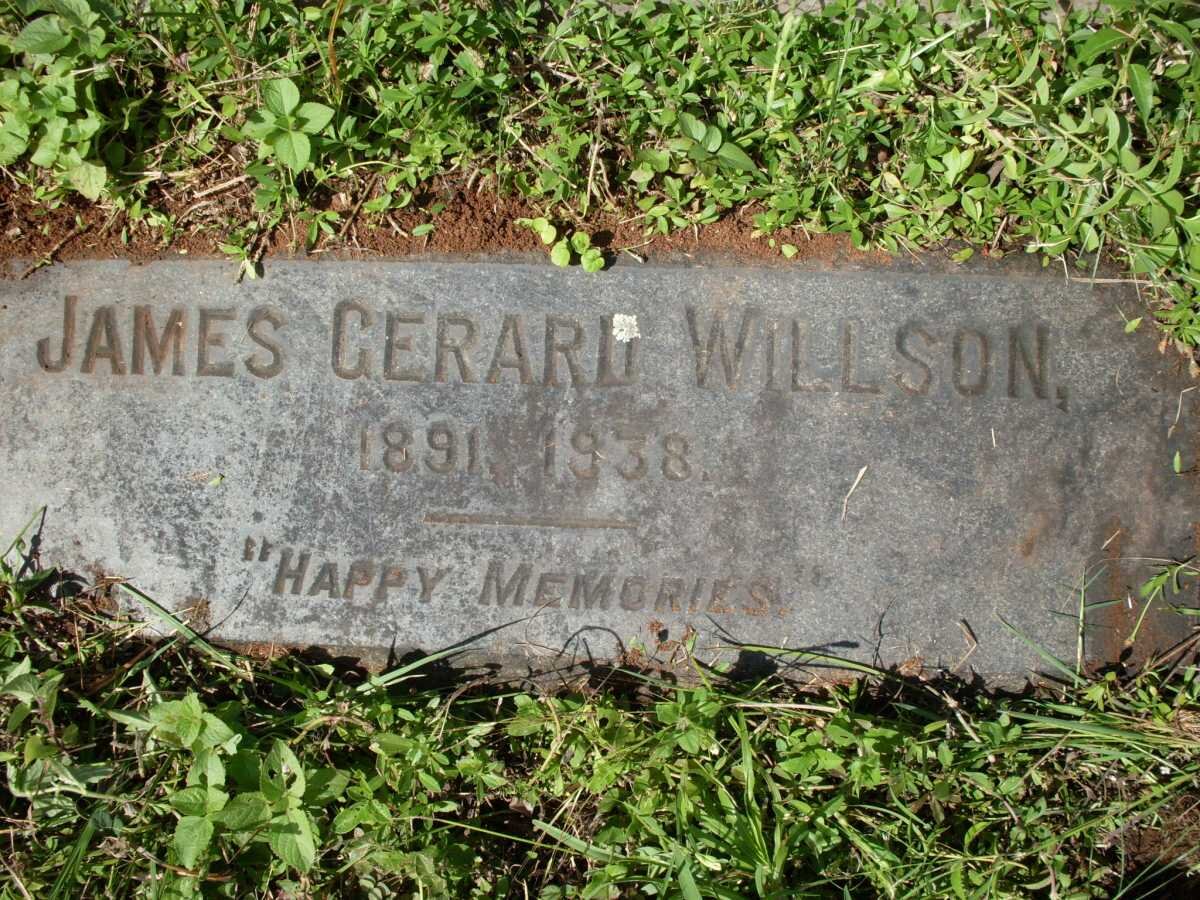 JAMES GERARD WILLSON,
1891. 1938.
"HAPPY MEMORIES."